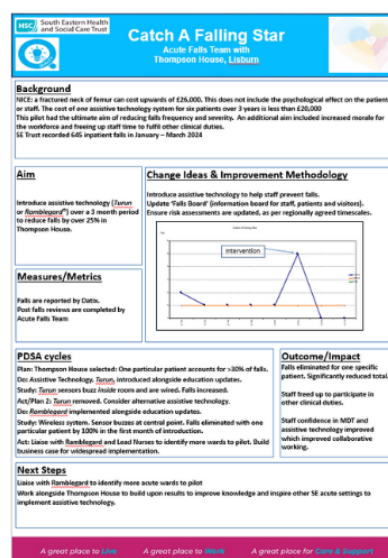 HSC South Eastern Health
and Social Care Trust
Catch A Falling Star
Acute Falls Team with
Thompson House, Lisburn
Background
NICE: a fractured neck of femur can cost upwards of £26,000. This does not include the psychological effect on the patient
or staff. The cost of one assistive technology system for six patients over 3 years is less than £20,000
This pilot had the ultimate aim of reducing falls frequency and severity. An additional aim included increased morale for
the workforce and freeing up staff time to fulfil other clinical duties.
SE Trust recorded 645 inpatient falls in January – March 2024
Aim
Introduce assistive technology (Turun
or Ramblegard®) over a 3 month period
to reduce falls by over 25% in
Thompson House.
Change Ideas & Improvement Methodology
Introduce assistive technology to help staff prevent falls.
Update 'Falls Board' (information board for staff, patients and visitors).
Ensure risk assessments are updated, as per regionally agreed timescales.
Intervention
Measures/Metrics
Falls are reported by Datix.
Post falls reviews are completed by
Acute Falls Team
PDSA cycles
Plan: Thompson House selected: One particular patient accounts for >30% of falls.
Do: Assistive Technology, Turun, introduced alongside education updates.
Study: Turun sensors buzz inside room and are wired. Falls increased.
Act/Plan 2: Turun removed. Consider alternative assistive technology.
Do: Ramblegard implemented alongside education updates.
Study: Wireless system. Sensor buzzes at central point. Falls eliminated with one
particular patient by 100% in the first month of introduction.
Act: Liaise with Ramblegard and Lead Nurses to identify more wards to pilot. Build
business case for widespread implementation.
Outcome/Impact
Falls eliminated for one specific
patient. Significantly reduced total.
Staff freed up to participate in
other clinical duties.
Staff confidence in MDT and
assistive technology improved
which improved collaborative
working.
Next Steps
Liaise with Ramblegard to identify more acute wards to pilot
Work alongside Thompson House to build upon results to improve knowledge and inspire other SE acute settings to
implement assistive technology.
A great place to Live A great place to Work A great place for Care & Support